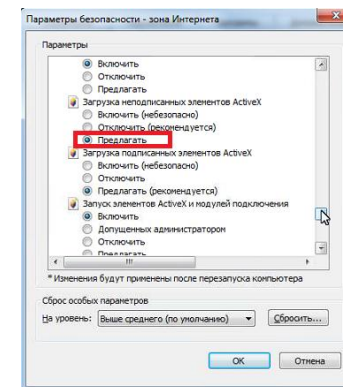 Параметры безопасности - зона Интернета
Параметры
Включить
Отключить
Предлагать
Загрузка неподписанных элементов ActiveX
Включить (небезопасно)
Отключить (рекомендуется)
Предлагать
Загрузка подписанных элементов ActiveX
Включить (небезопасно)
Отключить
Предлагать (рекомендуется)
Запуск элементов ActiveX и модулей подключения
Включить
Допущенных администратором
Отключить
Предлагать
* Изменения будут применены после перезапуска компьютера
Сброс особых параметров
На уровень: Выше среднего (по умолчанию) Сбросить...
ОК Отмена